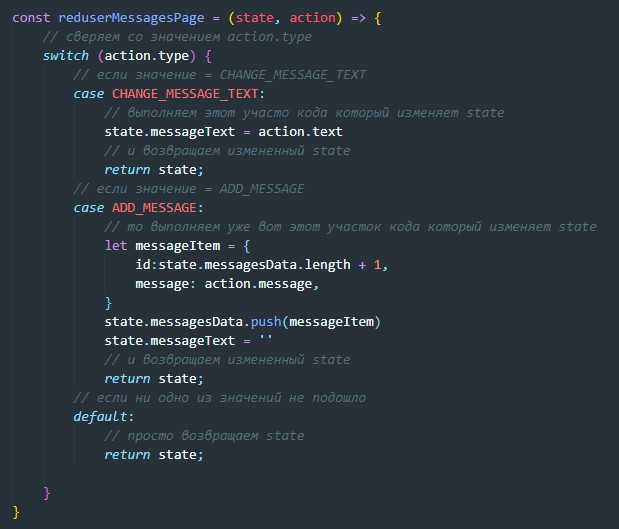 const reduserMessagesPage = (state, action) => {
// сверяем со значением action.type
switch (action.type) {
// если значение = CHANGE_MESSAGE_TEXT
case CHANGE_MESSAGE_TEXT:
// выполняем этот участо кода который изменяет state
state.messageText = action.text
// и возвращаем измененный state
return state;
// если значение = ADD_MESSAGE
case ADD_MESSAGE:
// то выполняем уже вот этот участок кода который изменяет state
let messageItem = {
id:state.messagesData.length + 1,
message: action.message,
}
state.messagesData.push(messageItem)
state.messageText = ''
// и возвращаем измененный state
return state;
// если ни одно из значений не подошло
default:
// просто возвращаем state
return state;
}
}